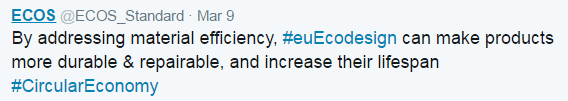 ECOS @ECOS_Standard · Mar 9
By addressing material efficiency, #euEcodesign can make products
more durable & repairable, and increase their lifespan
#CircularEconomy